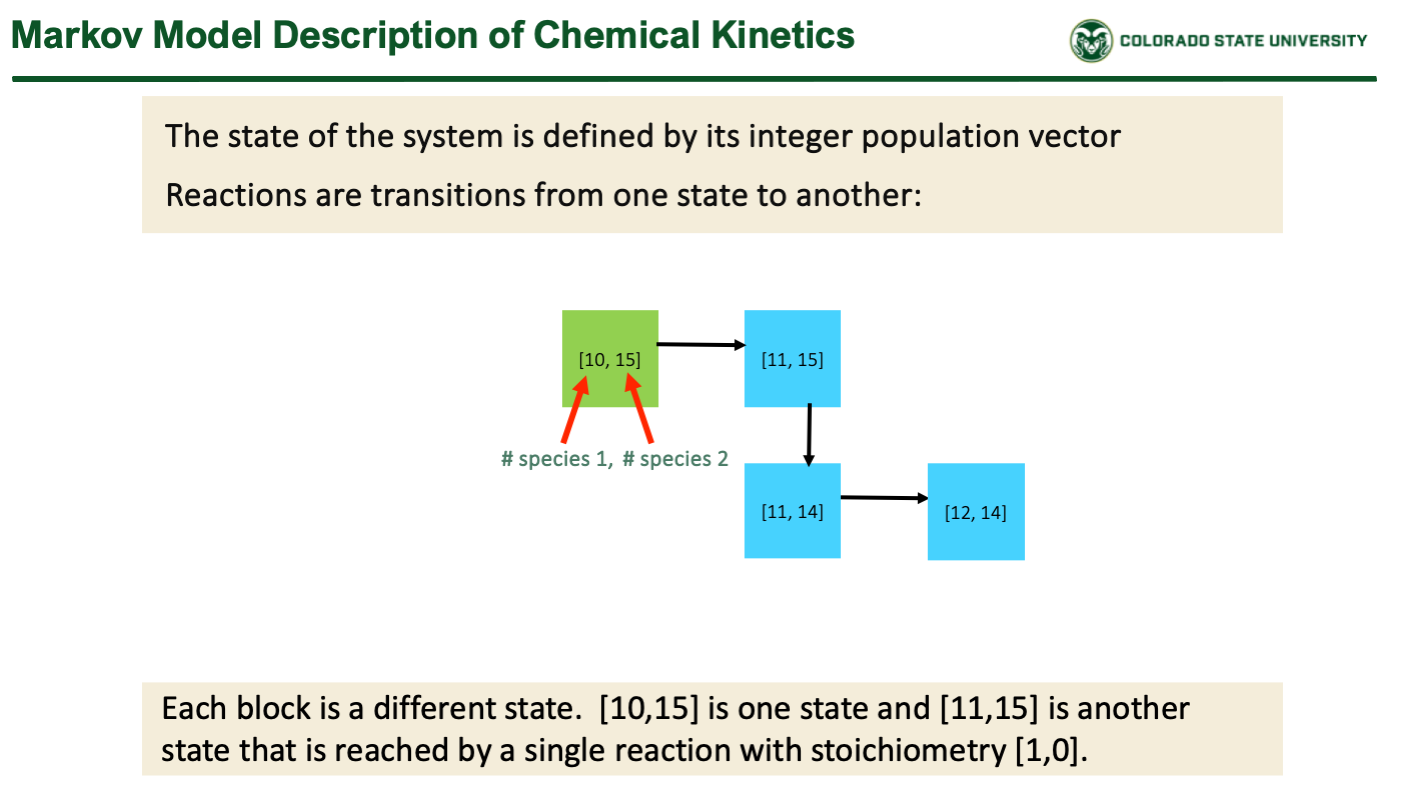 Markov Model Description of Chemical Kinetics
COLORADO STATE UNIVERSITY
The state of the system is defined by its integer population vector
Reactions are transitions from one state to another:
[10, 15]
[11, 15]
# species 1, # species 2
[11, 14]
[12, 14]
Each block is a different state. [10,15] is one state and [11,15] is another
state that is reached by a single reaction with stoichiometry [1,0].